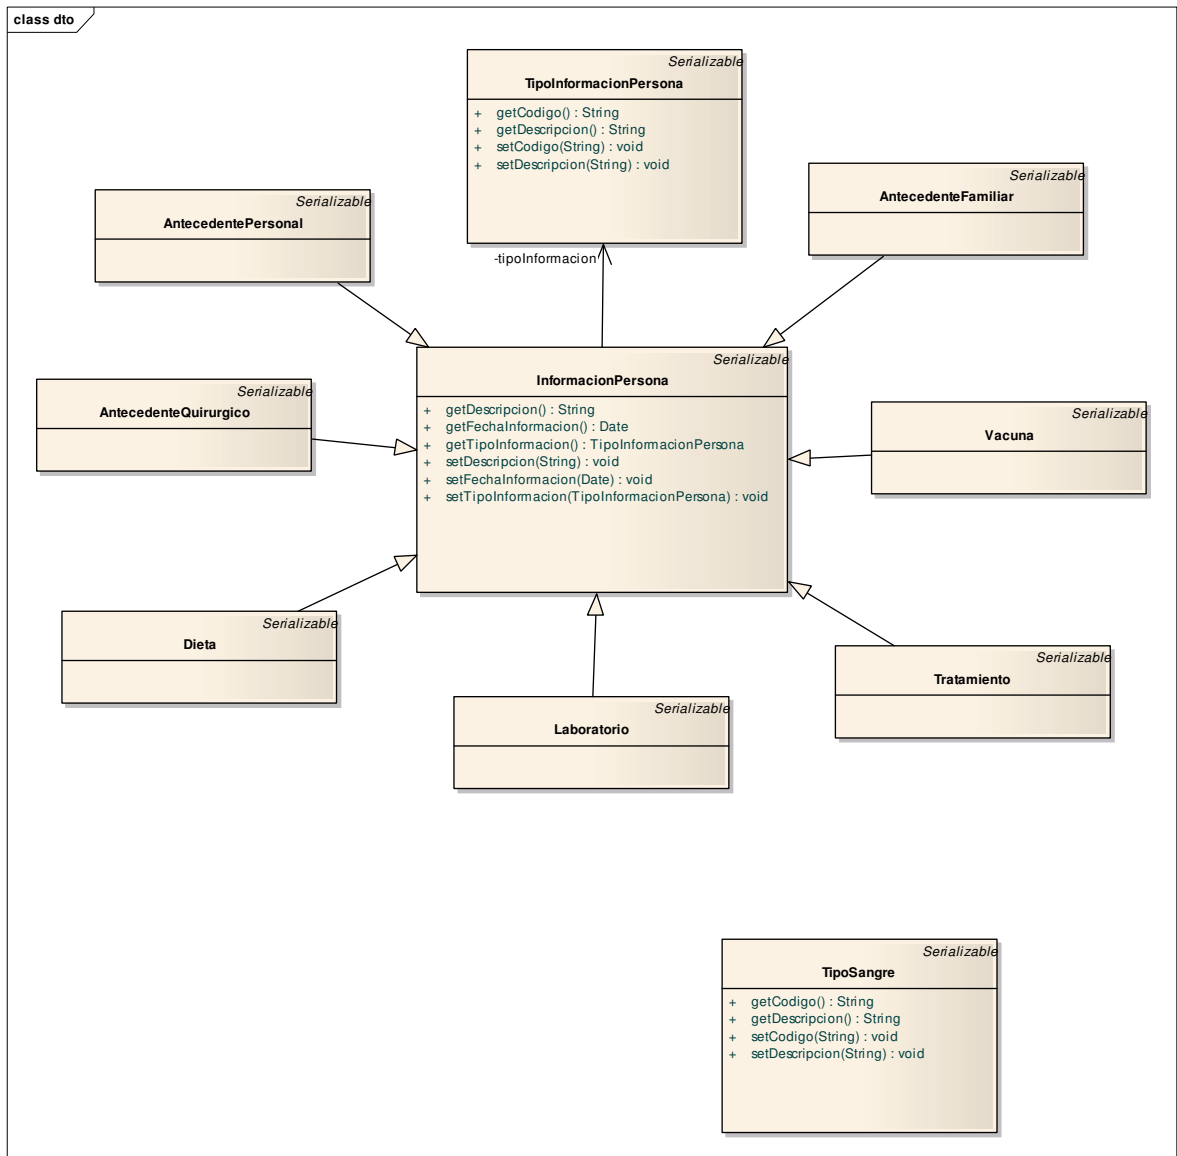 class dto
Serializable
TipoInformacionPersona
+ getCodigo() : String
+ getDescripcion() : String
+ setCodigo(String) : void
+ setDescripcion(String) : void
Serializable
AntecedenteFamiliar
Serializable
AntecedentePersonal
-tipoInformacion
Serializable
InformacionPersona
+ getDescripcion() : String
+ getFechaInformacion() : Date
+ getTipoInformacion() : TipoInformacionPersona
+ setDescripcion(String) : void
+ setFechaInformacion(Date) : void
+ setTipoInformacion(TipoInformacionPersona) : void
Serializable
AntecedenteQuirurgico
Serializable
Vacuna
Serializable
Dieta
Serializable
Tratamiento
Serializable
Laboratorio
Serializable
TipoSangre
+ getCodigo() : String
+ getDescripcion() : String
+ setCodigo(String) : void
+ setDescripcion(String) : void